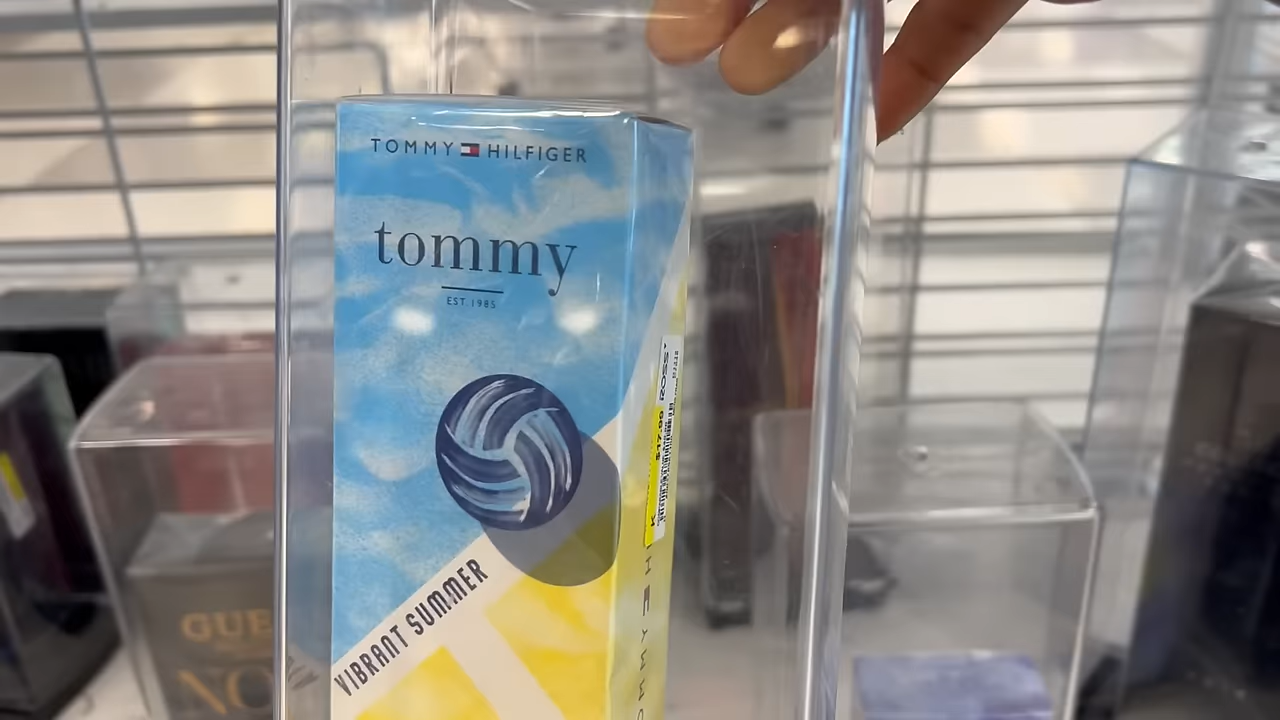 TOMMY HILFIGER
tommy
EST. 1985
VIBRANT SUMMER
ROSS
$17.99
K
GUE
NO